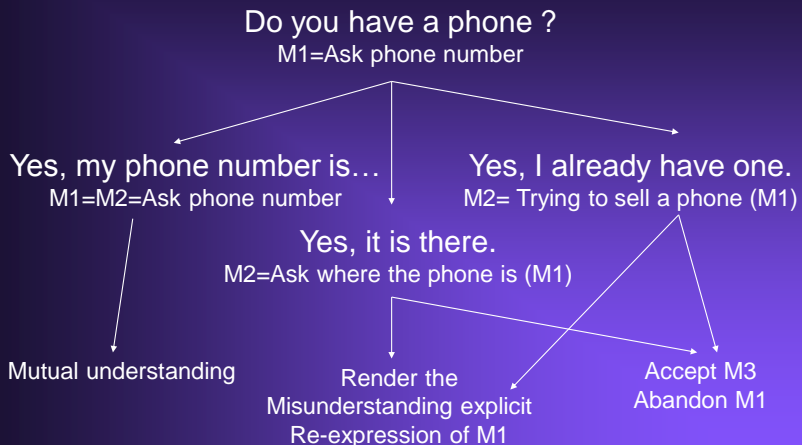 Do you have a phone ?
M1=Ask phone number
Yes, my phone number is…
M1=M2=Ask phone number
Yes, I already have one.
M2= Trying to sell a phone (M1)
Yes, it is there.
M2=Ask where the phone is (M1)
Mutual understanding
Render the
Misunderstanding explicit
Re-expression of M1
Accept M3
Abandon M1